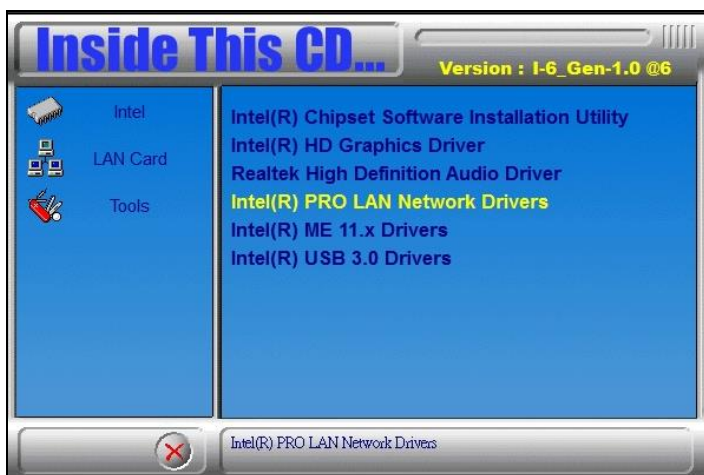 Inside This CD...
Version : I-6_Gen-1.0 @6
Intel
LAN Card
Tools
Intel(R) Chipset Software Installation Utility
Intel(R) HD Graphics Driver
Realtek High Definition Audio Driver
Intel(R) PRO LAN Network Drivers
Intel(R) ME 11.x Drivers
Intel(R) USB 3.0 Drivers
Intel(R) PRO LAN Network Drivers